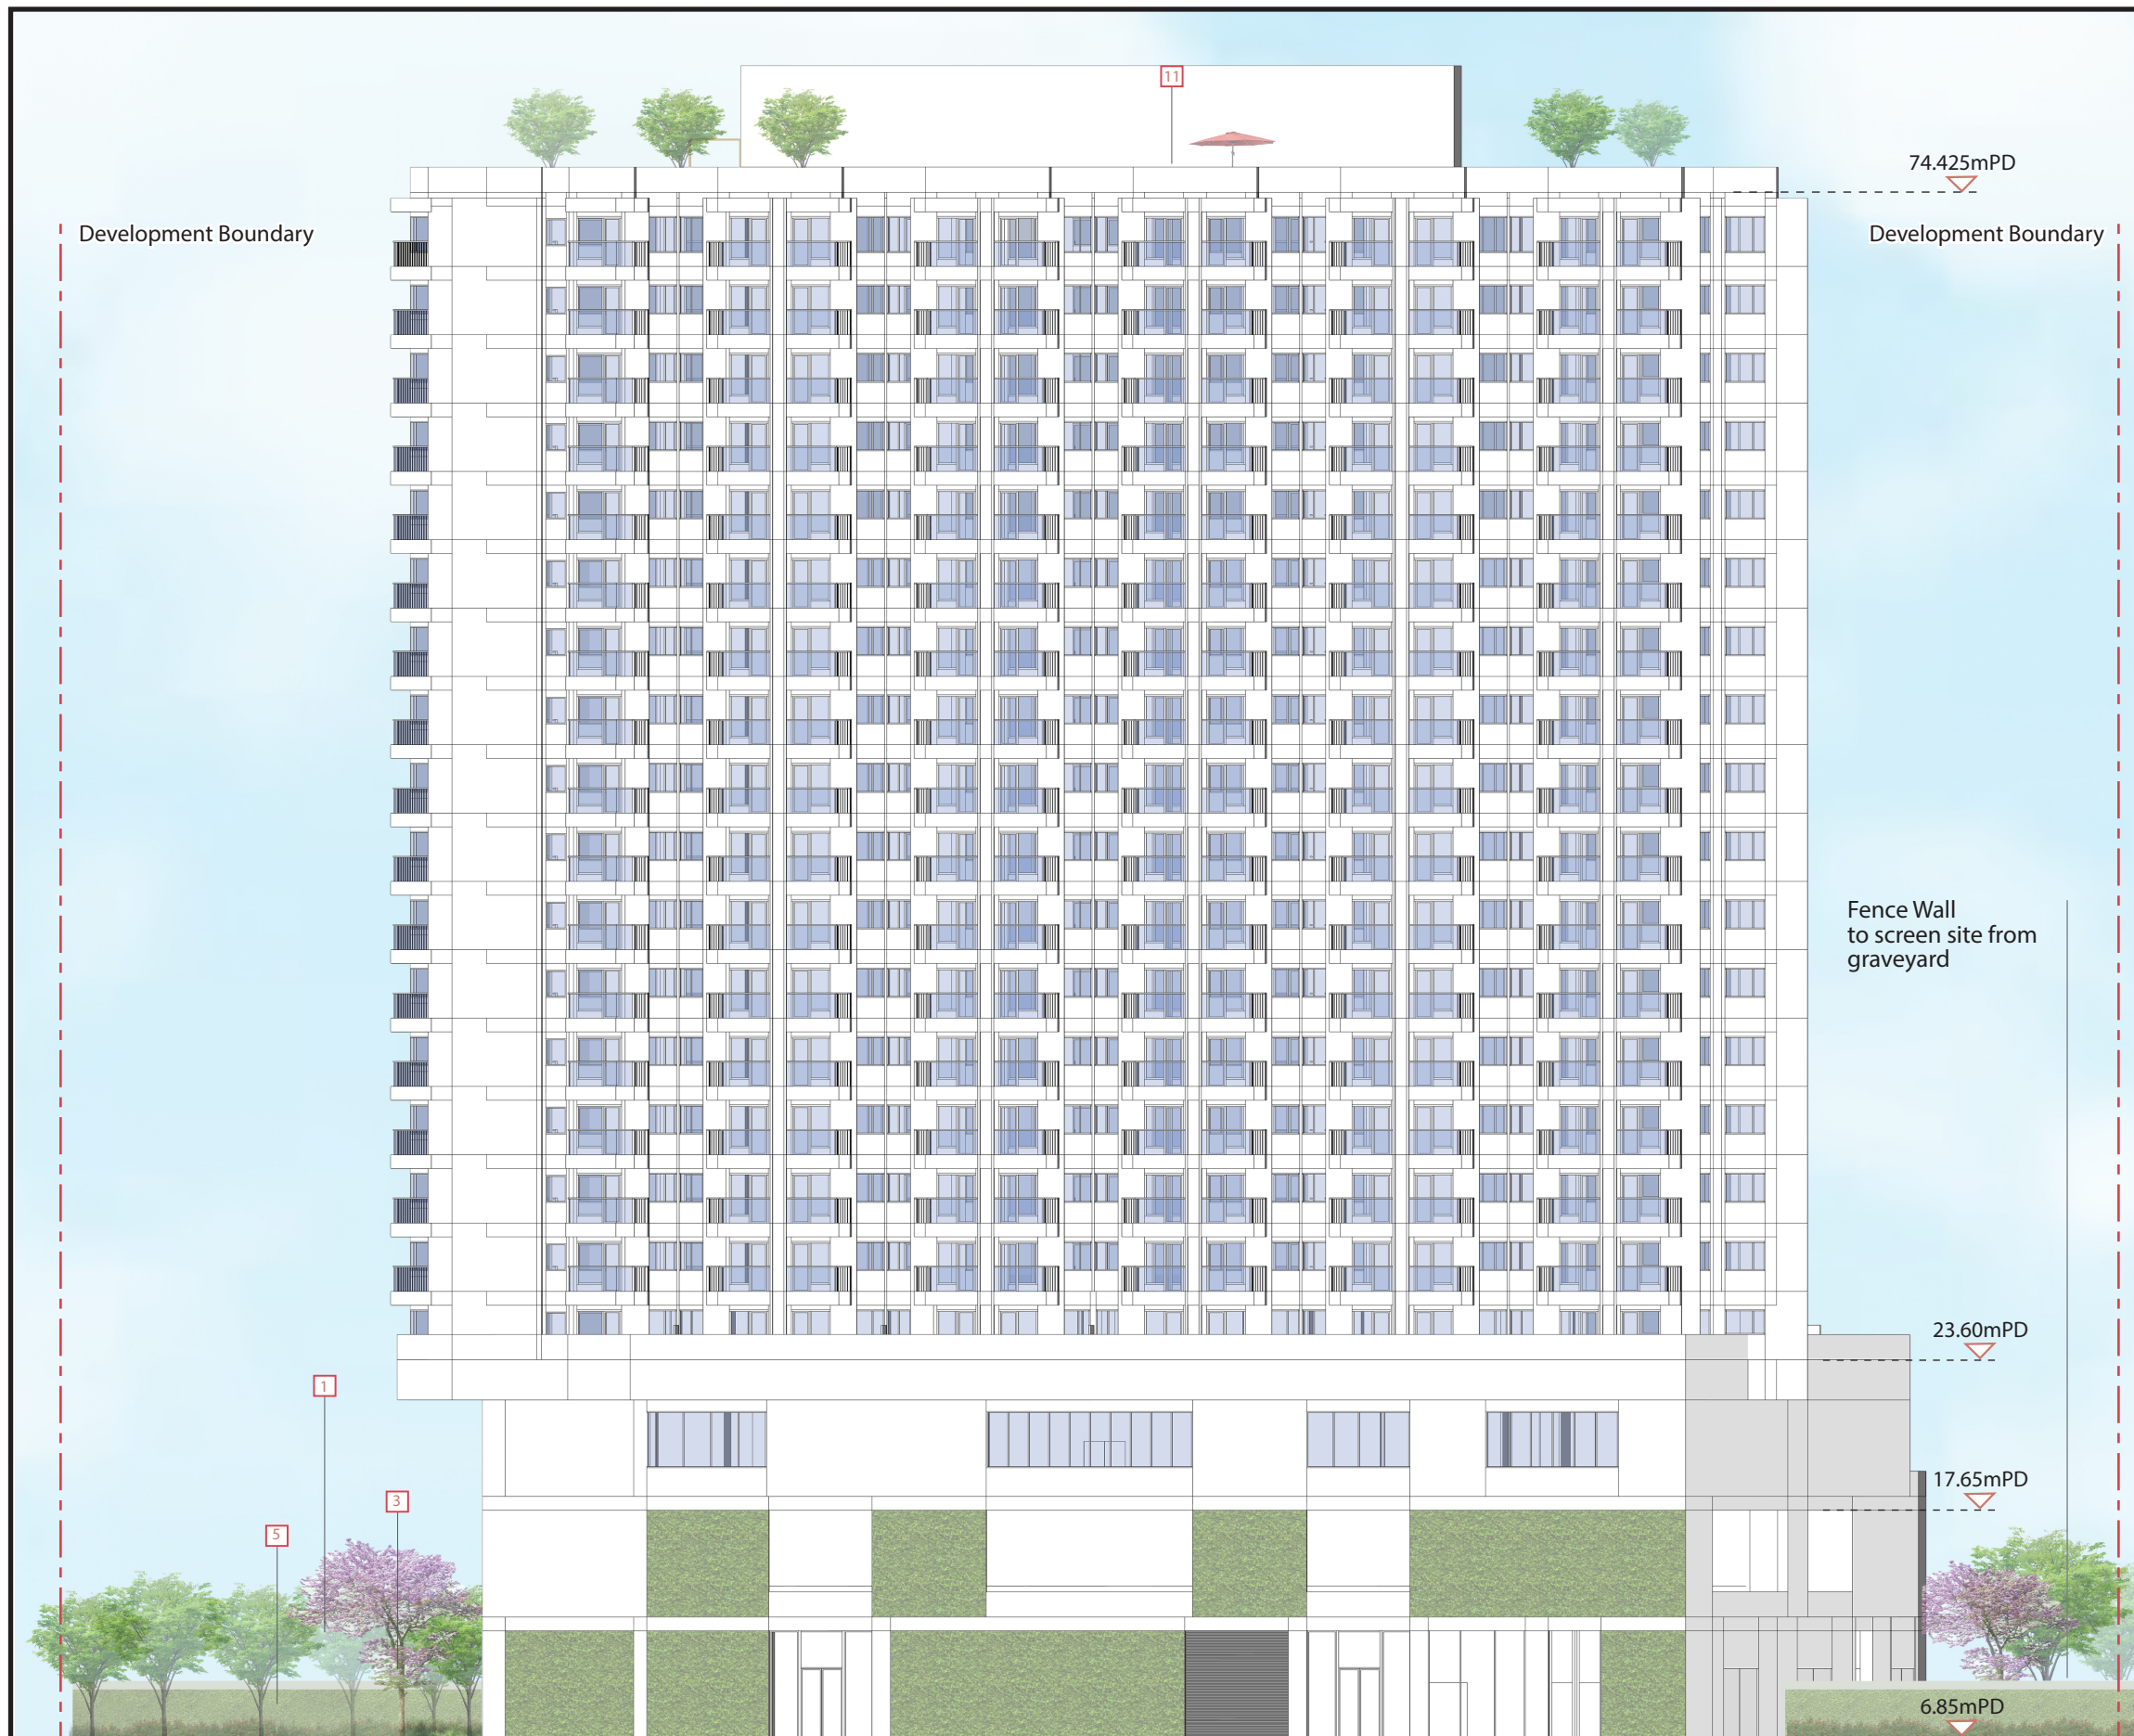 11
74.425mPD
Development Boundary
Development Boundary
Fence Wall
to screen site from
graveyard
23.60mPD
1
17.65mPD
3
5
6.85mPD